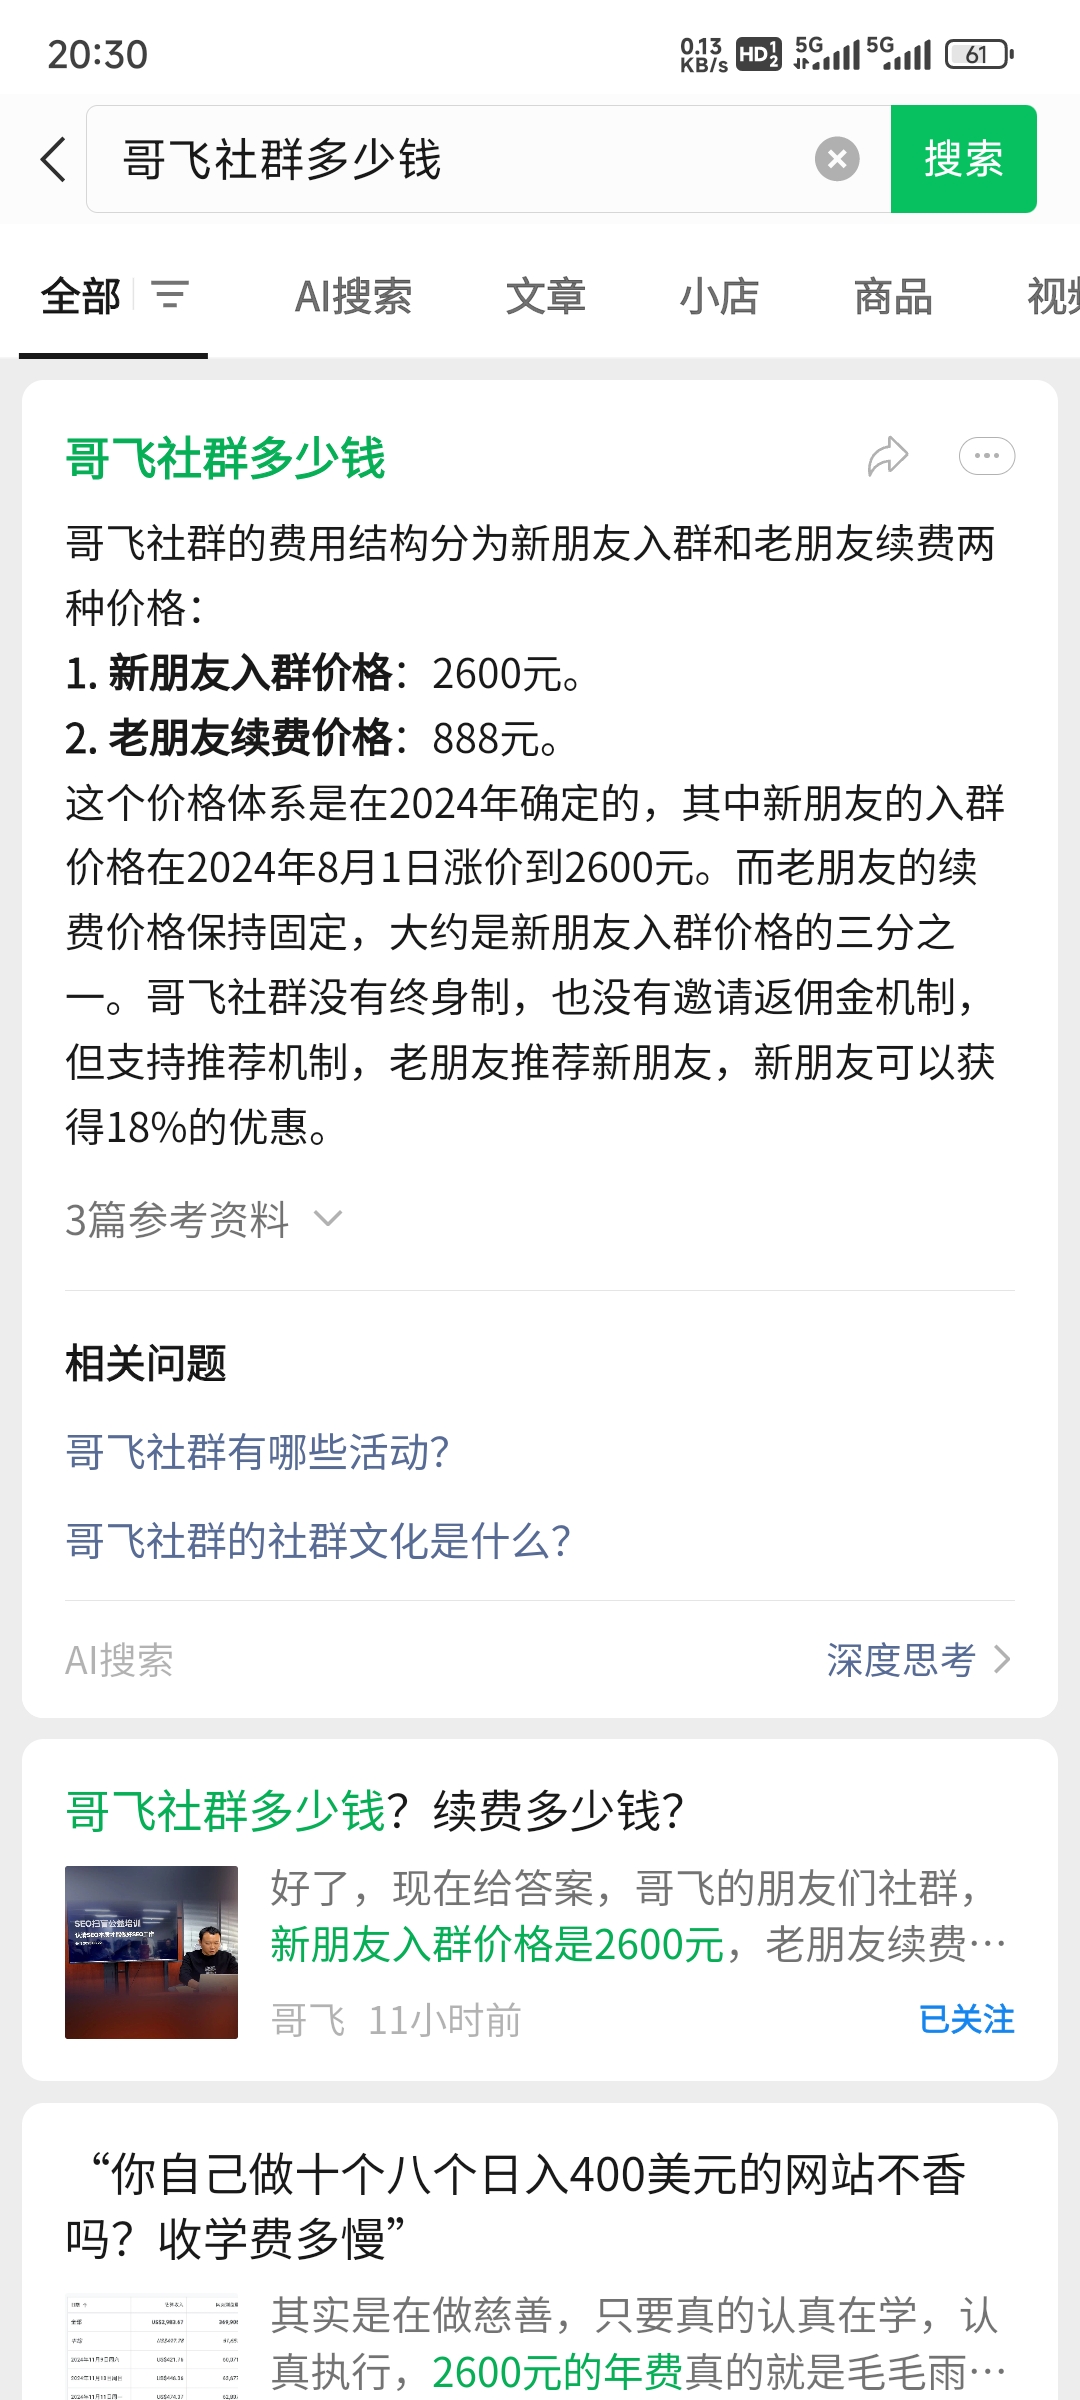 20:30
0.13 KB/s HD 1 2 5G 5G 61
哥飞社群多少钱
搜索
全部 AI搜索 文章 小店 商品 视频
哥飞社群多少钱
哥飞社群的费用结构分为新朋友入群和老朋友续费两
种价格：
1. 新朋友入群价格：2600元。
2. 老朋友续费价格：888元。
这个价格体系是在2024年确定的，其中新朋友的入群
价格在2024年8月1日涨价到2600元。而老朋友的续
费价格保持固定，大约是新朋友入群价格的三分之
一。哥飞社群没有终身制，也没有邀请返佣金机制，
但支持推荐机制，老朋友推荐新朋友，新朋友可以获
得18%的优惠。
3篇参考资料
相关问题
哥飞社群有哪些活动？
哥飞社群的社群文化是什么？
AI搜索
深度思考
哥飞社群多少钱？续费多少钱？
SEO扫盲公益培训
好了，现在给答案，哥飞的朋友们社群，
新朋友入群价格是2600元，老朋友续费…
哥飞 11小时前
已关注
“你自己做十个八个日入400美元的网站不香
吗？收学费多慢”
其实是在做慈善，只要真的认真在学，认
真执行，2600元的年费真的就是毛毛雨…